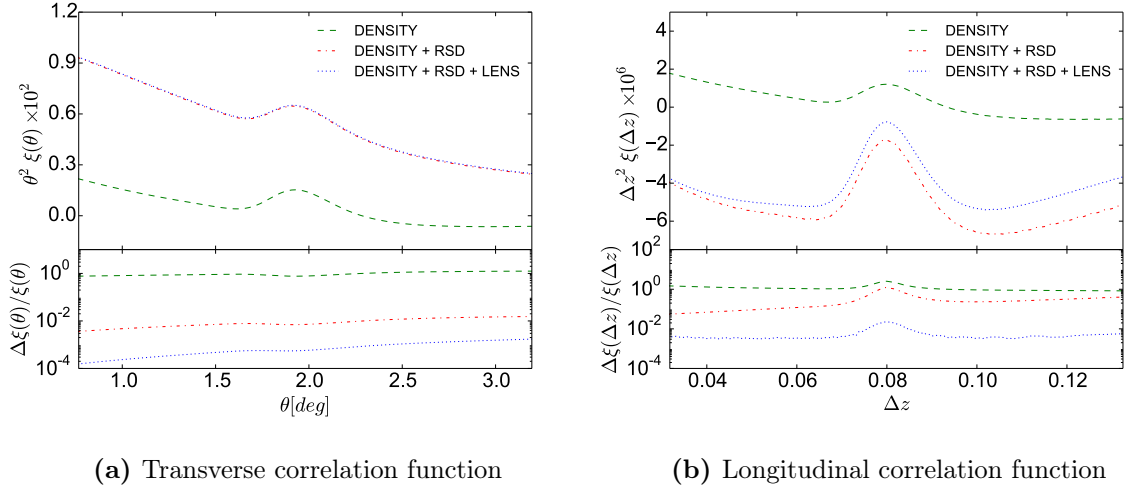 1.2
0.9
0.6
0.3
0.0
θ² ξ(θ) ×10²
DENSITY
DENSITY + RSD
DENSITY + RSD + LENS
10⁰
10⁻²
10⁻⁴
Δξ(θ)/ξ(θ)
1.0 1.5 2.0 2.5 3.0
θ[deg]
(a) Transverse correlation function
4
2
0
−2
−4
−6
Δz² ξ(Δz) ×10⁶
DENSITY
DENSITY + RSD
DENSITY + RSD + LENS
10²
10⁰
10⁻²
10⁻⁴
Δξ(Δz)/ξ(Δz)
0.04 0.06 0.08 0.10 0.12
Δz
(b) Longitudinal correlation function